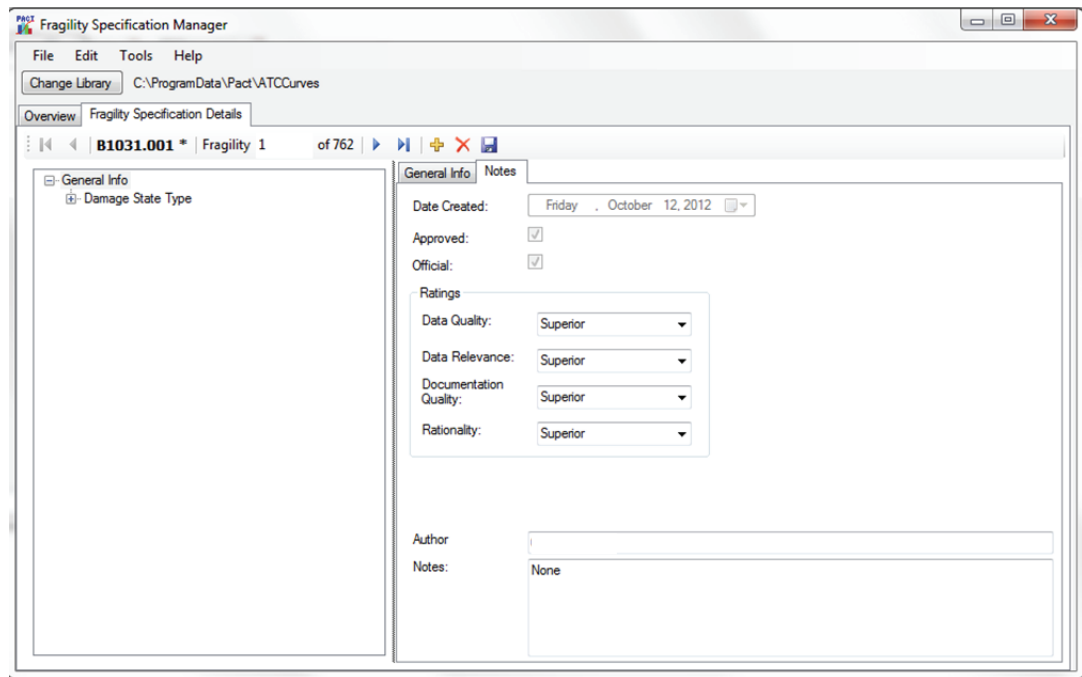 PACT Fragility Specification Manager
File Edit Tools Help
Change Library C:\ProgramData\Pact\ATCCurves
Overview Fragility Specification Details
B1031.001 * Fragility 1 of 762
General Info
Damage State Type
General Info Notes
Date Created: Friday , October 12, 2012
Approved:
Official:
Ratings
Data Quality: Superior
Data Relevance: Superior
Documentation
Quality: Superior
Rationality: Superior
Author
Notes: None